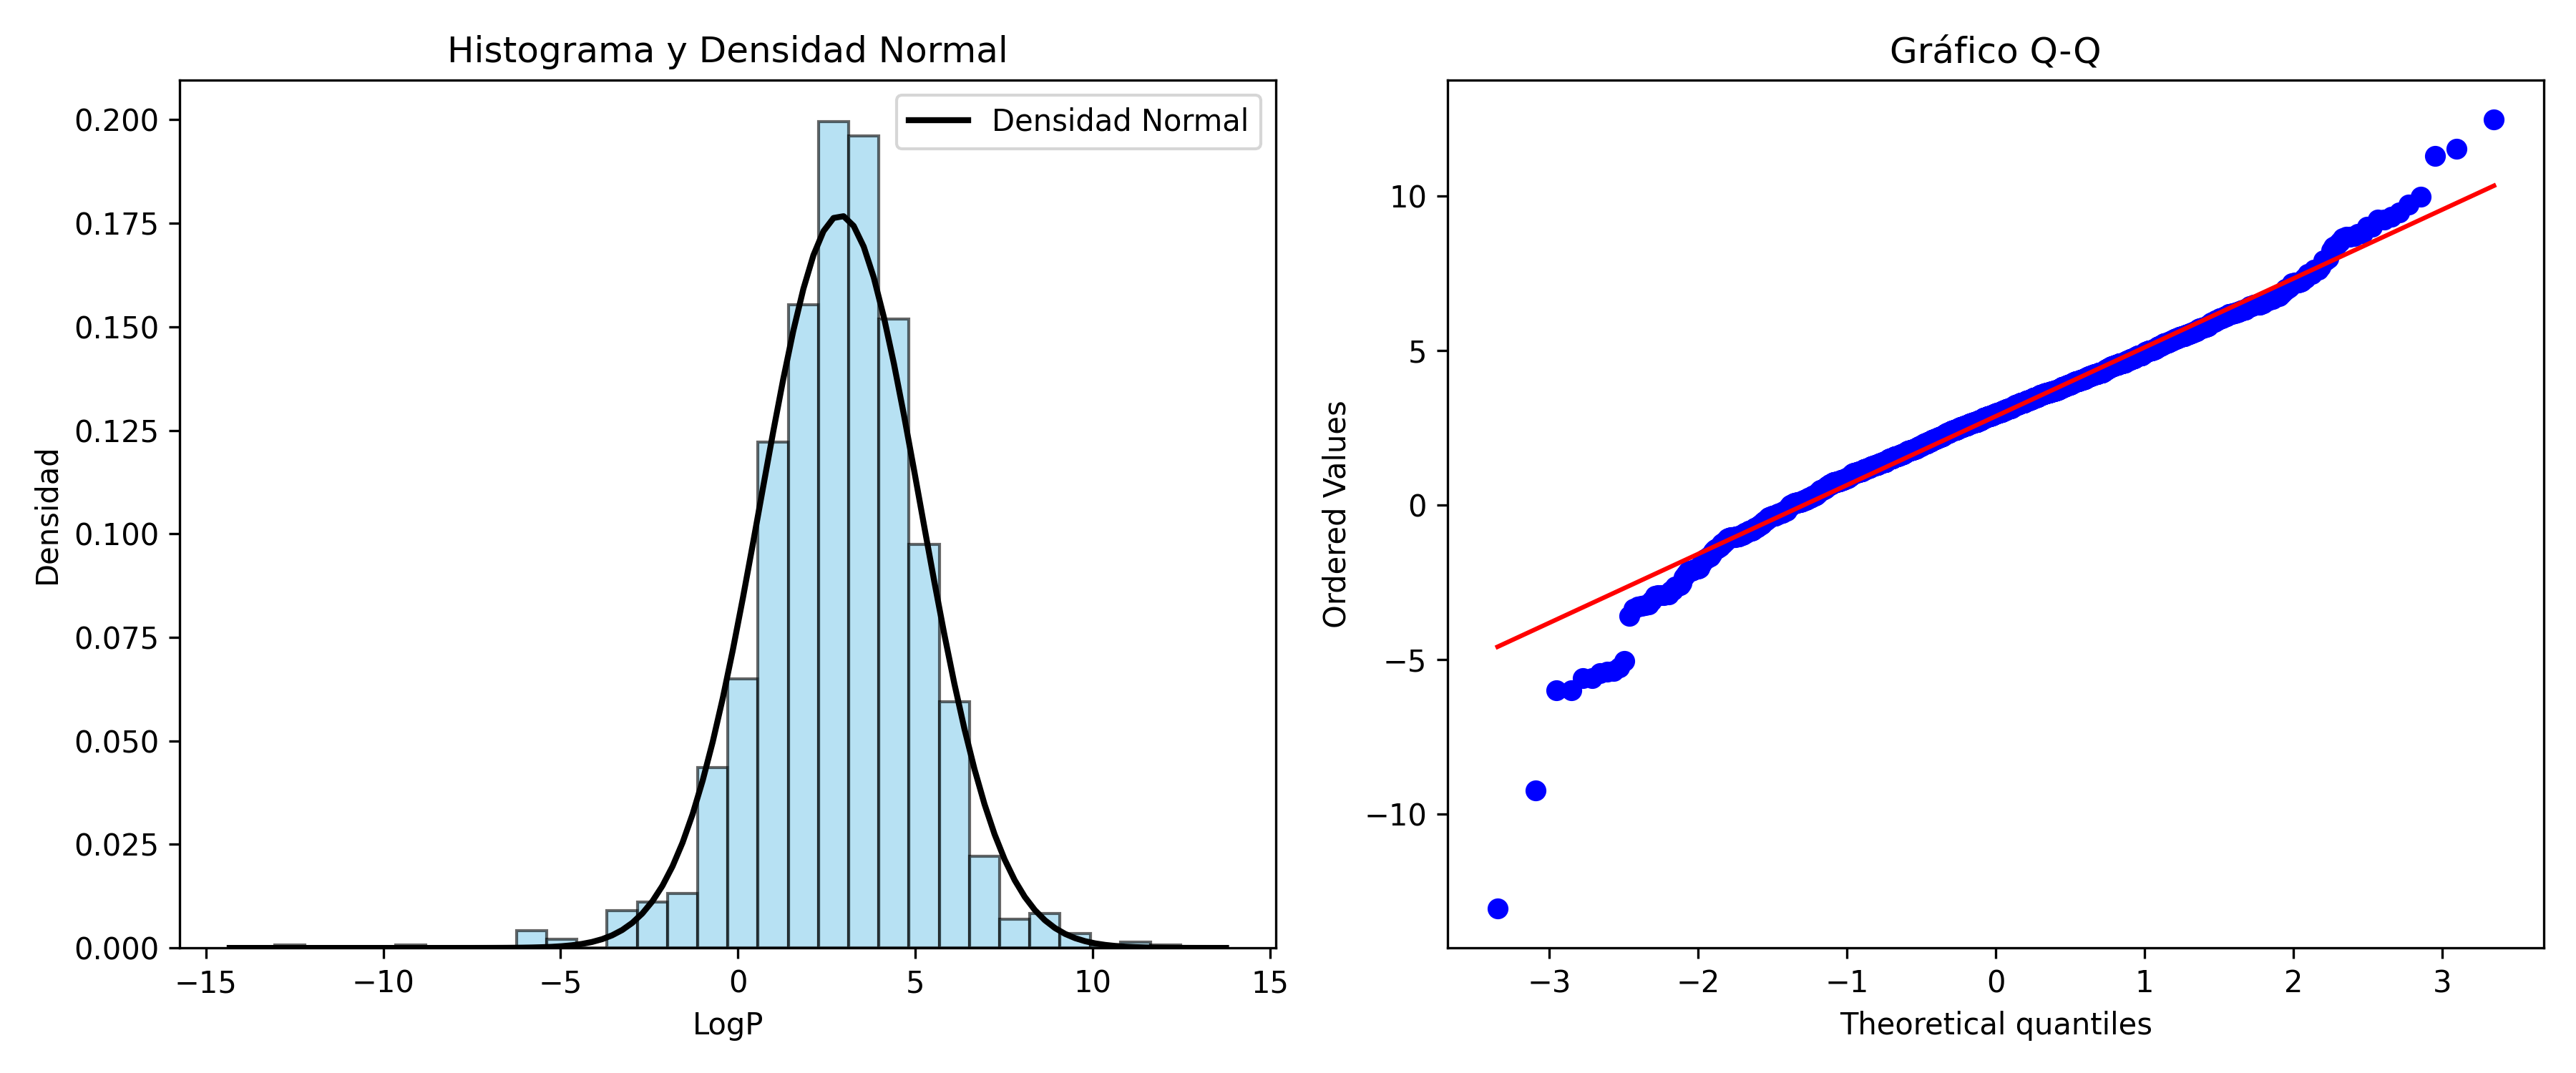 Histograma y Densidad Normal
Densidad Normal
Densidad
0.200
0.175
0.150
0.125
0.100
0.075
0.050
0.025
0.000
−15 −10 −5 0 5 10 15
LogP
Gráfico Q-Q
Ordered Values
10
5
0
−5
−10
−3 −2 −1 0 1 2 3
Theoretical quantiles